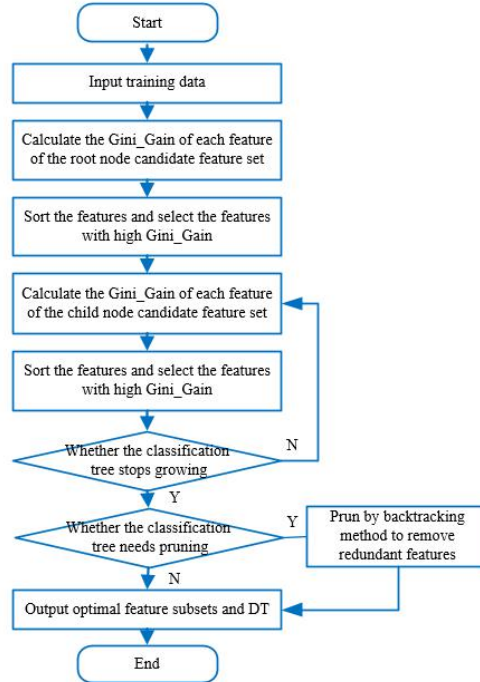 Start
Input training data
Calculate the Gini_Gain of each feature
of the root node candidate feature set
Sort the features and select the features
with high Gini_Gain
Calculate the Gini_Gain of each feature
of the child node candidate feature set
Sort the features and select the features
with high Gini_Gain
Whether the classification
tree stops growing
N
Y
Whether the classification
tree needs pruning
Y
Prun by backtracking
method to remove
redundant features
N
Output optimal feature subsets and DT
End